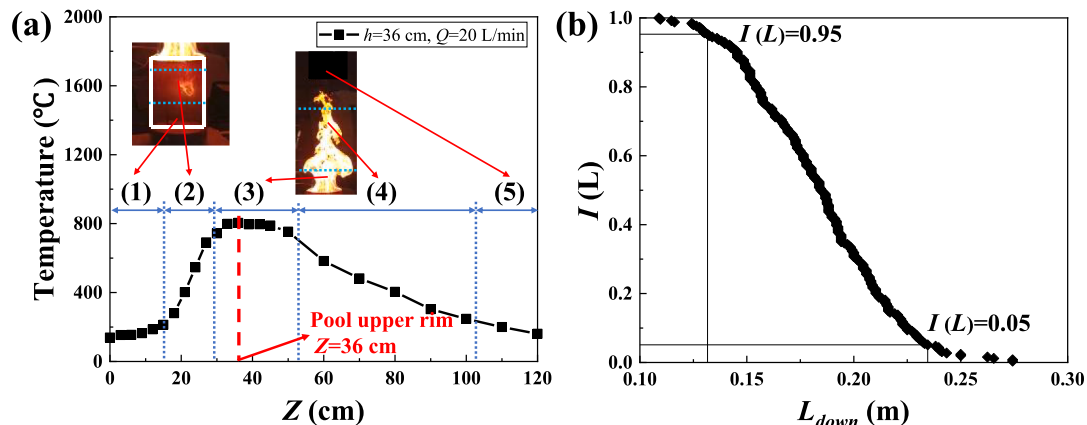 (a)
h=36 cm, Q=20 L/min
2000
1600
1200
800
400
0
Temperature (℃)
(1)
(2)
(3)
(4)
(5)
Pool upper rim
Z=36 cm
0
20
40
60
80
100
120
Z (cm)
(b)
1.0
0.8
0.6
0.4
0.2
0.0
I (L)
I (L)=0.95
I (L)=0.05
0.10
0.15
0.20
0.25
0.30
L_down (m)